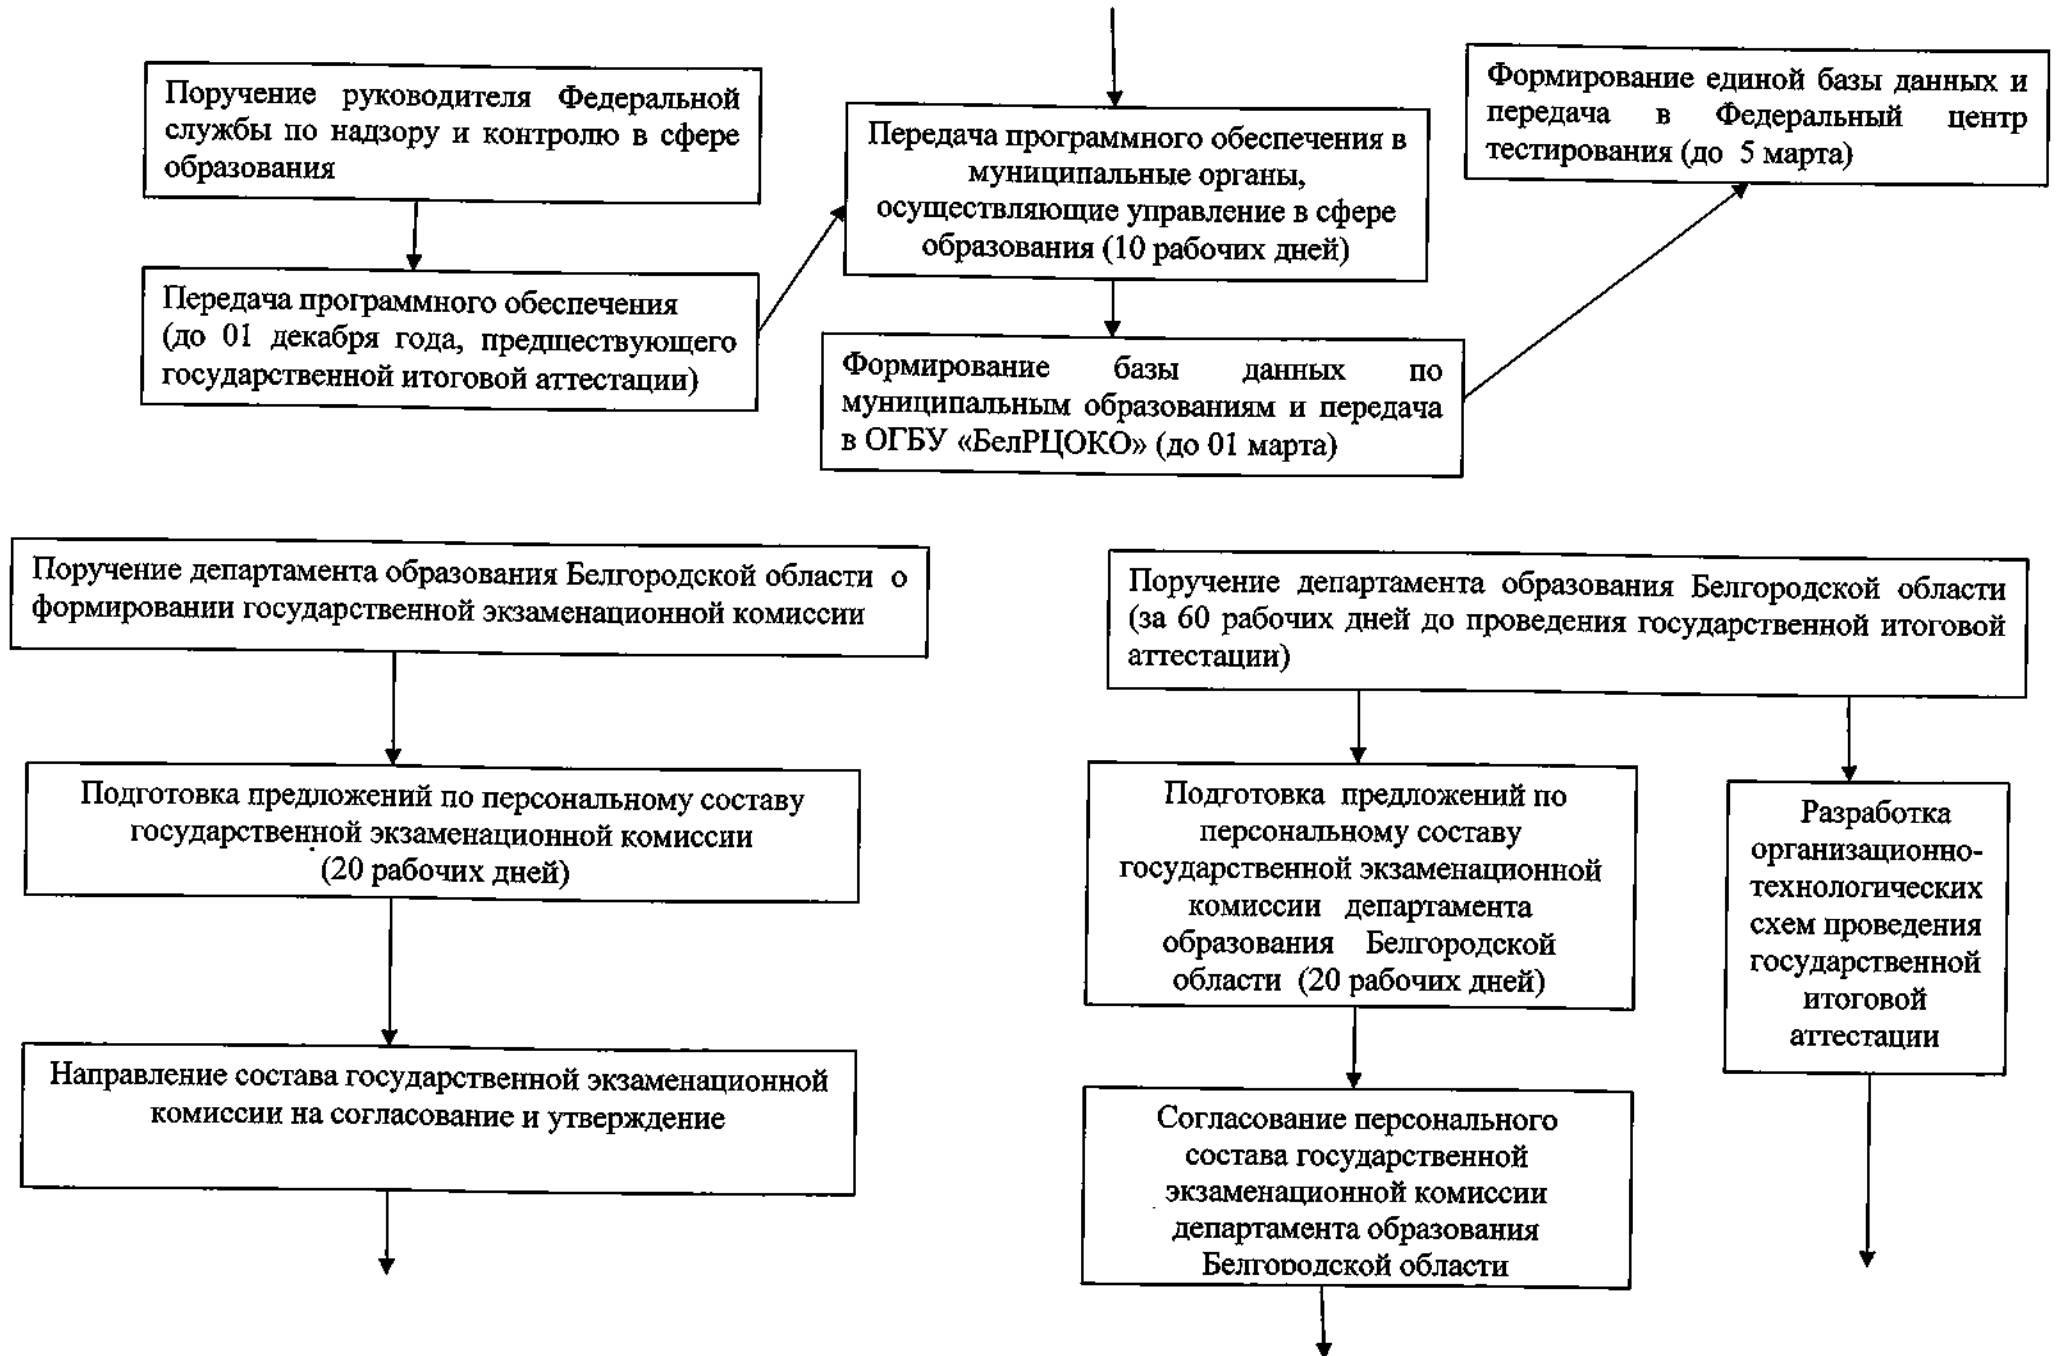 Поручение руководителя Федеральной
службы по надзору и контролю в сфере
образования
Передача программного обеспечения
(до 01 декабря года, предшествующего
государственной итоговой аттестации)
Передача программного обеспечения в
муниципальные органы,
осуществляющие управление в сфере
образования (10 рабочих дней)
Формирование базы данных по
муниципальным образованиям и передача
в ОГБУ «БелРЦОКО» (до 01 марта)
Формирование единой базы данных и
передача в Федеральный центр
тестирования (до 5 марта)
Поручение департамента образования Белгородской области о
формировании государственной экзаменационной комиссии
Подготовка предложений по персональному составу
государственной экзаменационной комиссии
(20 рабочих дней)
Направление состава государственной экзаменационной
комиссии на согласование и утверждение
Поручение департамента образования Белгородской области
(за 60 рабочих дней до проведения государственной итоговой
аттестации)
Подготовка предложений по
персональному составу
государственной экзаменационной
комиссии департамента
образования Белгородской
области (20 рабочих дней)
Согласование персонального
состава государственной
экзаменационной комиссии
департамента образования
Белгородской области
Разработка
организационно-
технологических
схем проведения
государственной
итоговой
аттестации